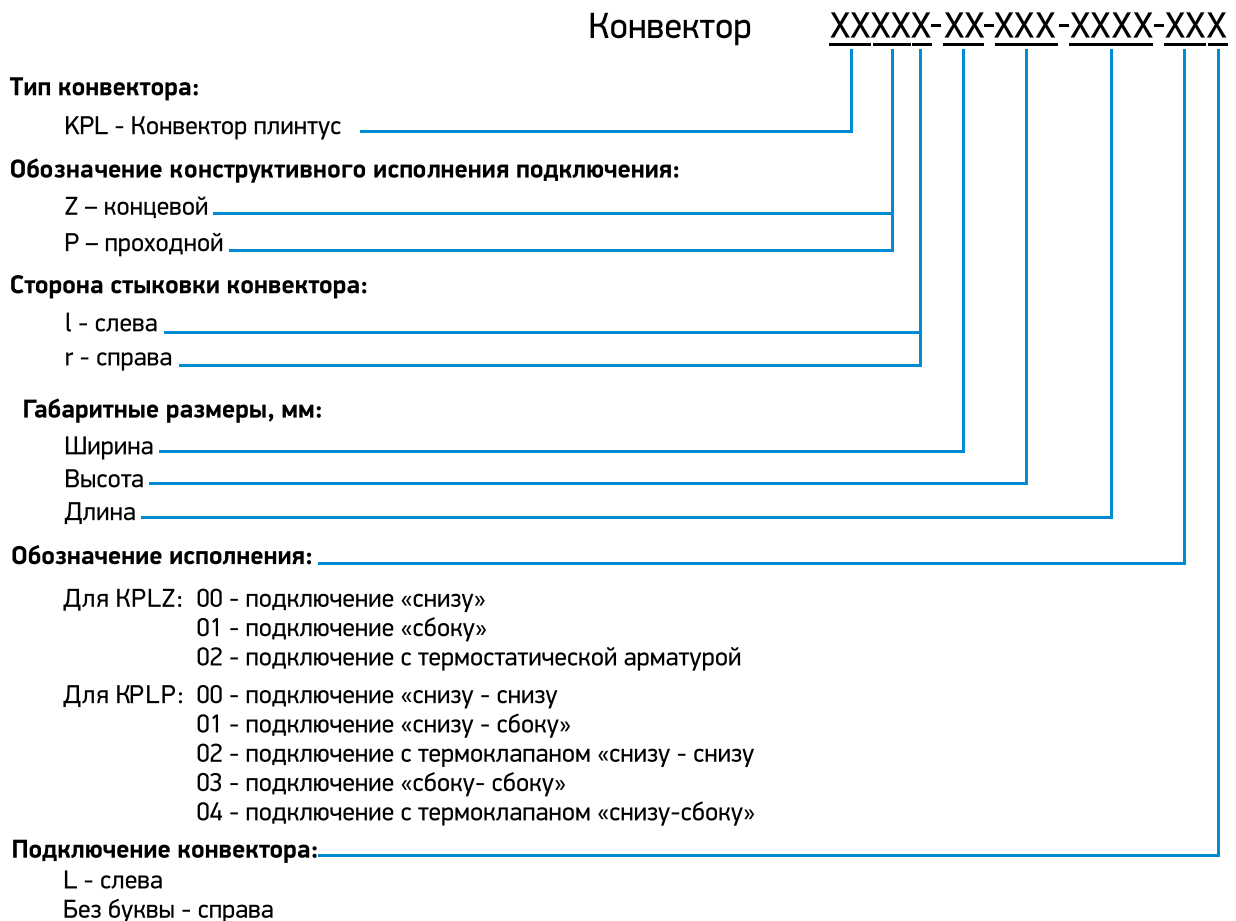 Конвектор XXXXX-XX-XXX-XXXX-XXX
Тип конвектора:
KPL - Конвектор плинтус
Обозначение конструктивного исполнения подключения:
Z – концевой
P – проходной
Сторона стыковки конвектора:
l - слева
r - справа
Габаритные размеры, мм:
Ширина
Высота
Длина
Обозначение исполнения:
Для KPLZ: 00 - подключение «снизу»
01 - подключение «сбоку»
02 - подключение с термостатической арматурой
Для KPLP: 00 - подключение «снизу - снизу
01 - подключение «снизу - сбоку»
02 - подключение с термоклапаном «снизу - снизу
03 - подключение «сбоку- сбоку»
04 - подключение с термоклапаном «снизу-сбоку»
Подключение конвектора:
L - слева
Без буквы - справа